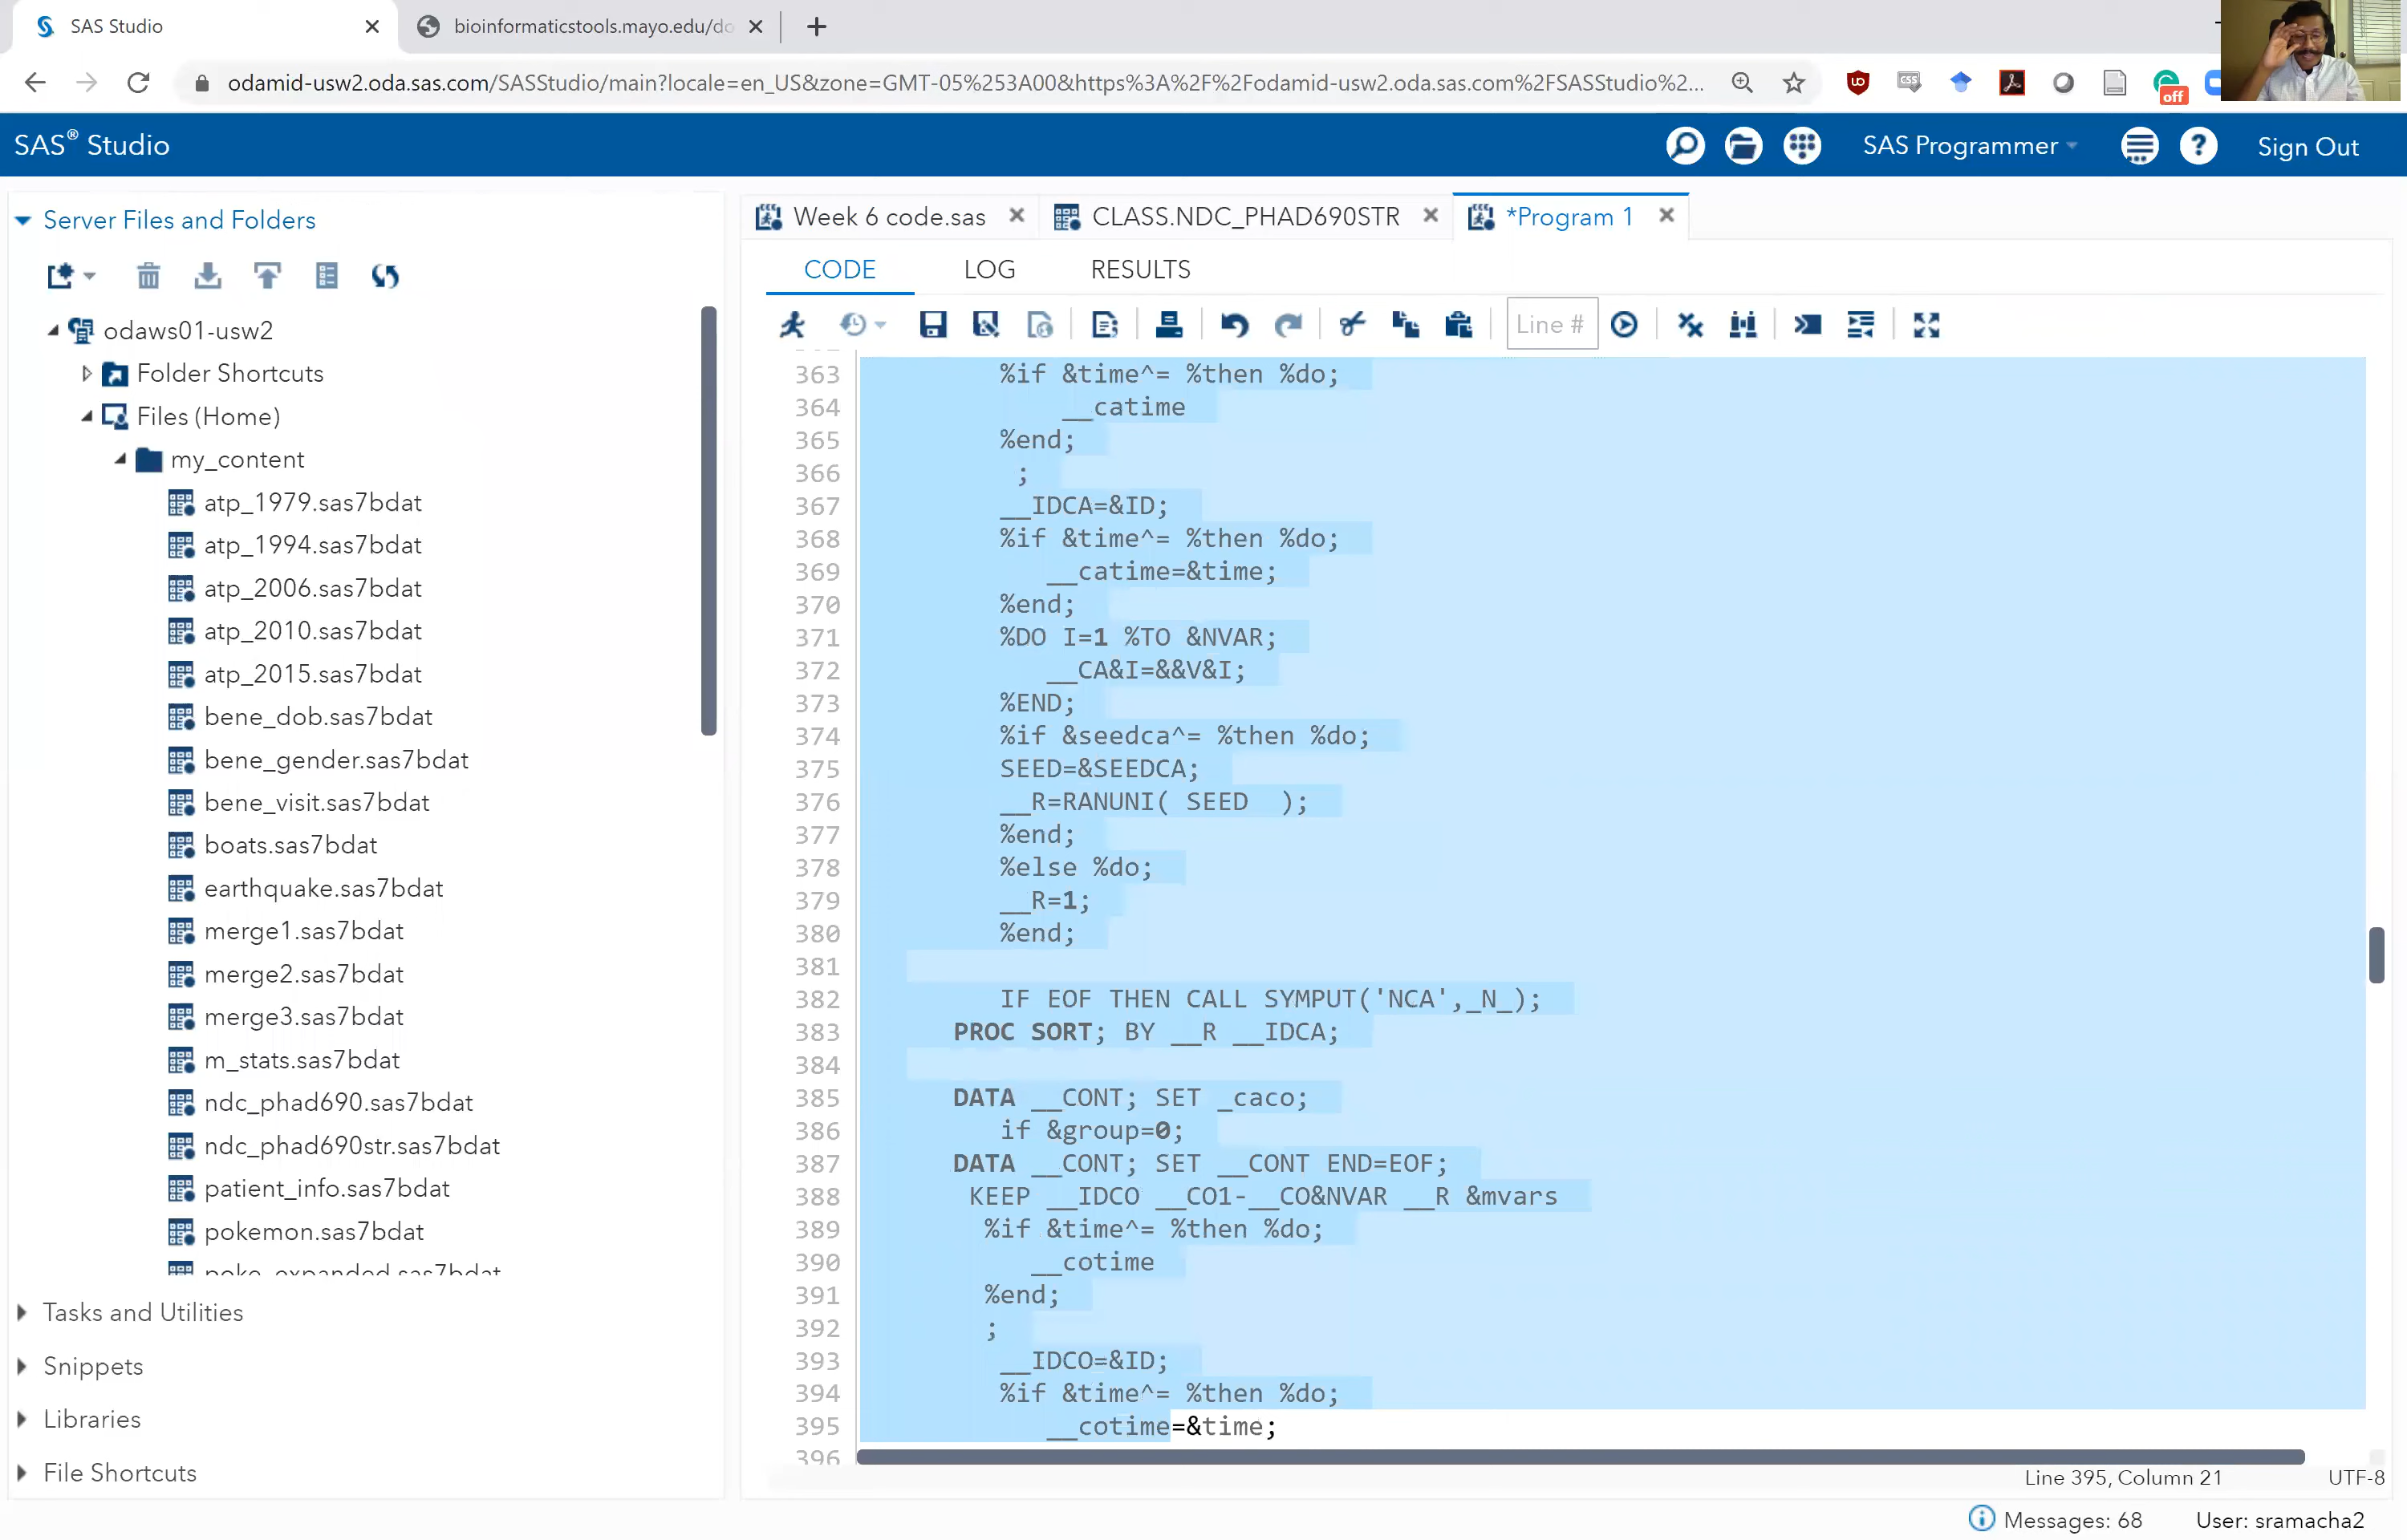 SAS Studio
bioinformaticstools.mayo.edu/do
odamid-usw2.oda.sas.com/SASStudio/main?locale=en_US&zone=GMT-05%253A00&https%3A%2F%2Fodamid-usw2.oda.sas.com%2FSASStudio%2...
off
SAS® Studio
SAS Programmer
Sign Out
Server Files and Folders
odaws01-usw2
Folder Shortcuts
Files (Home)
my_content
atp_1979.sas7bdat
atp_1994.sas7bdat
atp_2006.sas7bdat
atp_2010.sas7bdat
atp_2015.sas7bdat
bene_dob.sas7bdat
bene_gender.sas7bdat
bene_visit.sas7bdat
boats.sas7bdat
earthquake.sas7bdat
merge1.sas7bdat
merge2.sas7bdat
merge3.sas7bdat
m_stats.sas7bdat
ndc_phad690.sas7bdat
ndc_phad690str.sas7bdat
patient_info.sas7bdat
pokemon.sas7bdat
poke_expanded.sas7bdat
Tasks and Utilities
Snippets
Libraries
File Shortcuts
Week 6 code.sas
CLASS.NDC_PHAD690STR
*Program 1
CODE LOG RESULTS
Line #
363 %if &time^= %then %do;
364 __catime
365 %end;
366 ;
367 __IDCA=&ID;
368 %if &time^= %then %do;
369 __catime=&time;
370 %end;
371 %DO I=1 %TO &NVAR;
372 __CA&I=&&V&I;
373 %END;
374 %if &seedca^= %then %do;
375 SEED=&SEEDCA;
376 __R=RANUNI( SEED );
377 %end;
378 %else %do;
379 __R=1;
380 %end;
381
382 IF EOF THEN CALL SYMPUT('NCA',_N_);
383 PROC SORT; BY __R __IDCA;
384
385 DATA __CONT; SET _caco;
386 if &group=0;
387 DATA __CONT; SET __CONT END=EOF;
388 KEEP __IDCO __CO1-__CO&NVAR __R &mvars
389 %if &time^= %then %do;
390 __cotime
391 %end;
392 ;
393 __IDCO=&ID;
394 %if &time^= %then %do;
395 __cotime=&time;
396
Line 395, Column 21
UTF-8
Messages: 68
User: sramacha2